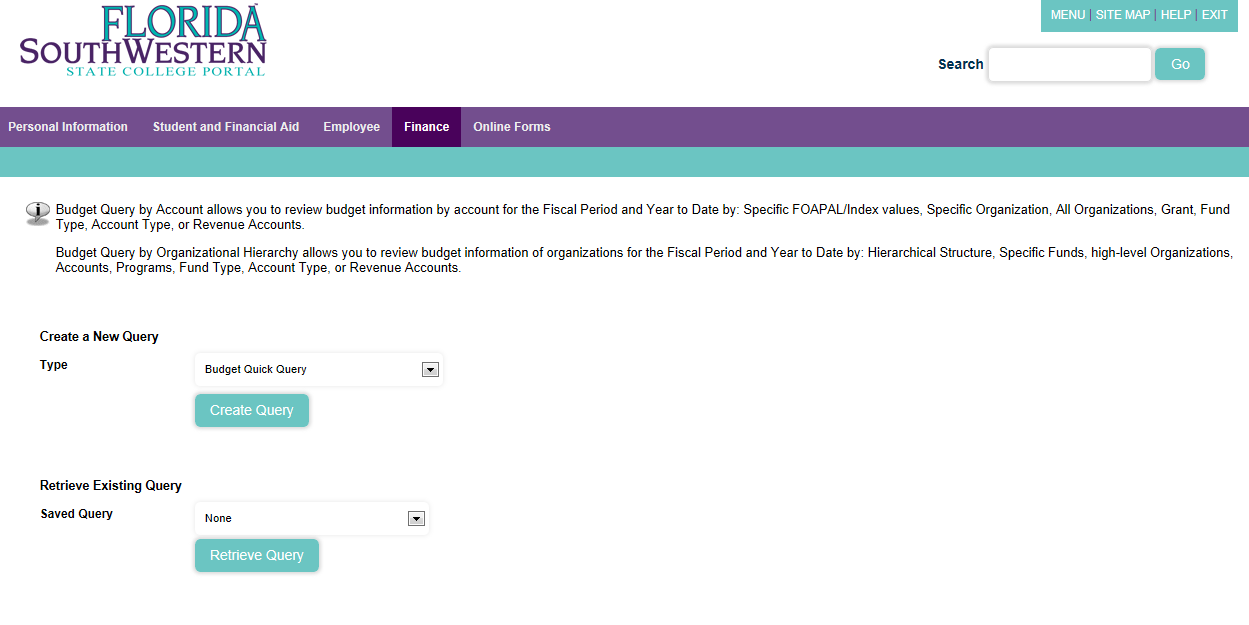 FLORIDA
SOUTHWESTERN
STATE COLLEGE PORTAL
MENU | SITE MAP | HELP | EXIT
Search Go
Personal Information Student and Financial Aid Employee Finance Online Forms
Budget Query by Account allows you to review budget information by account for the Fiscal Period and Year to Date by: Specific FOAPAL/Index values, Specific Organization, All Organizations, Grant, Fund
Type, Account Type, or Revenue Accounts.
Budget Query by Organizational Hierarchy allows you to review budget information of organizations for the Fiscal Period and Year to Date by: Hierarchical Structure, Specific Funds, high-level Organizations,
Accounts, Programs, Fund Type, Account Type, or Revenue Accounts.
Create a New Query
Type Budget Quick Query
Create Query
Retrieve Existing Query
Saved Query None
Retrieve Query